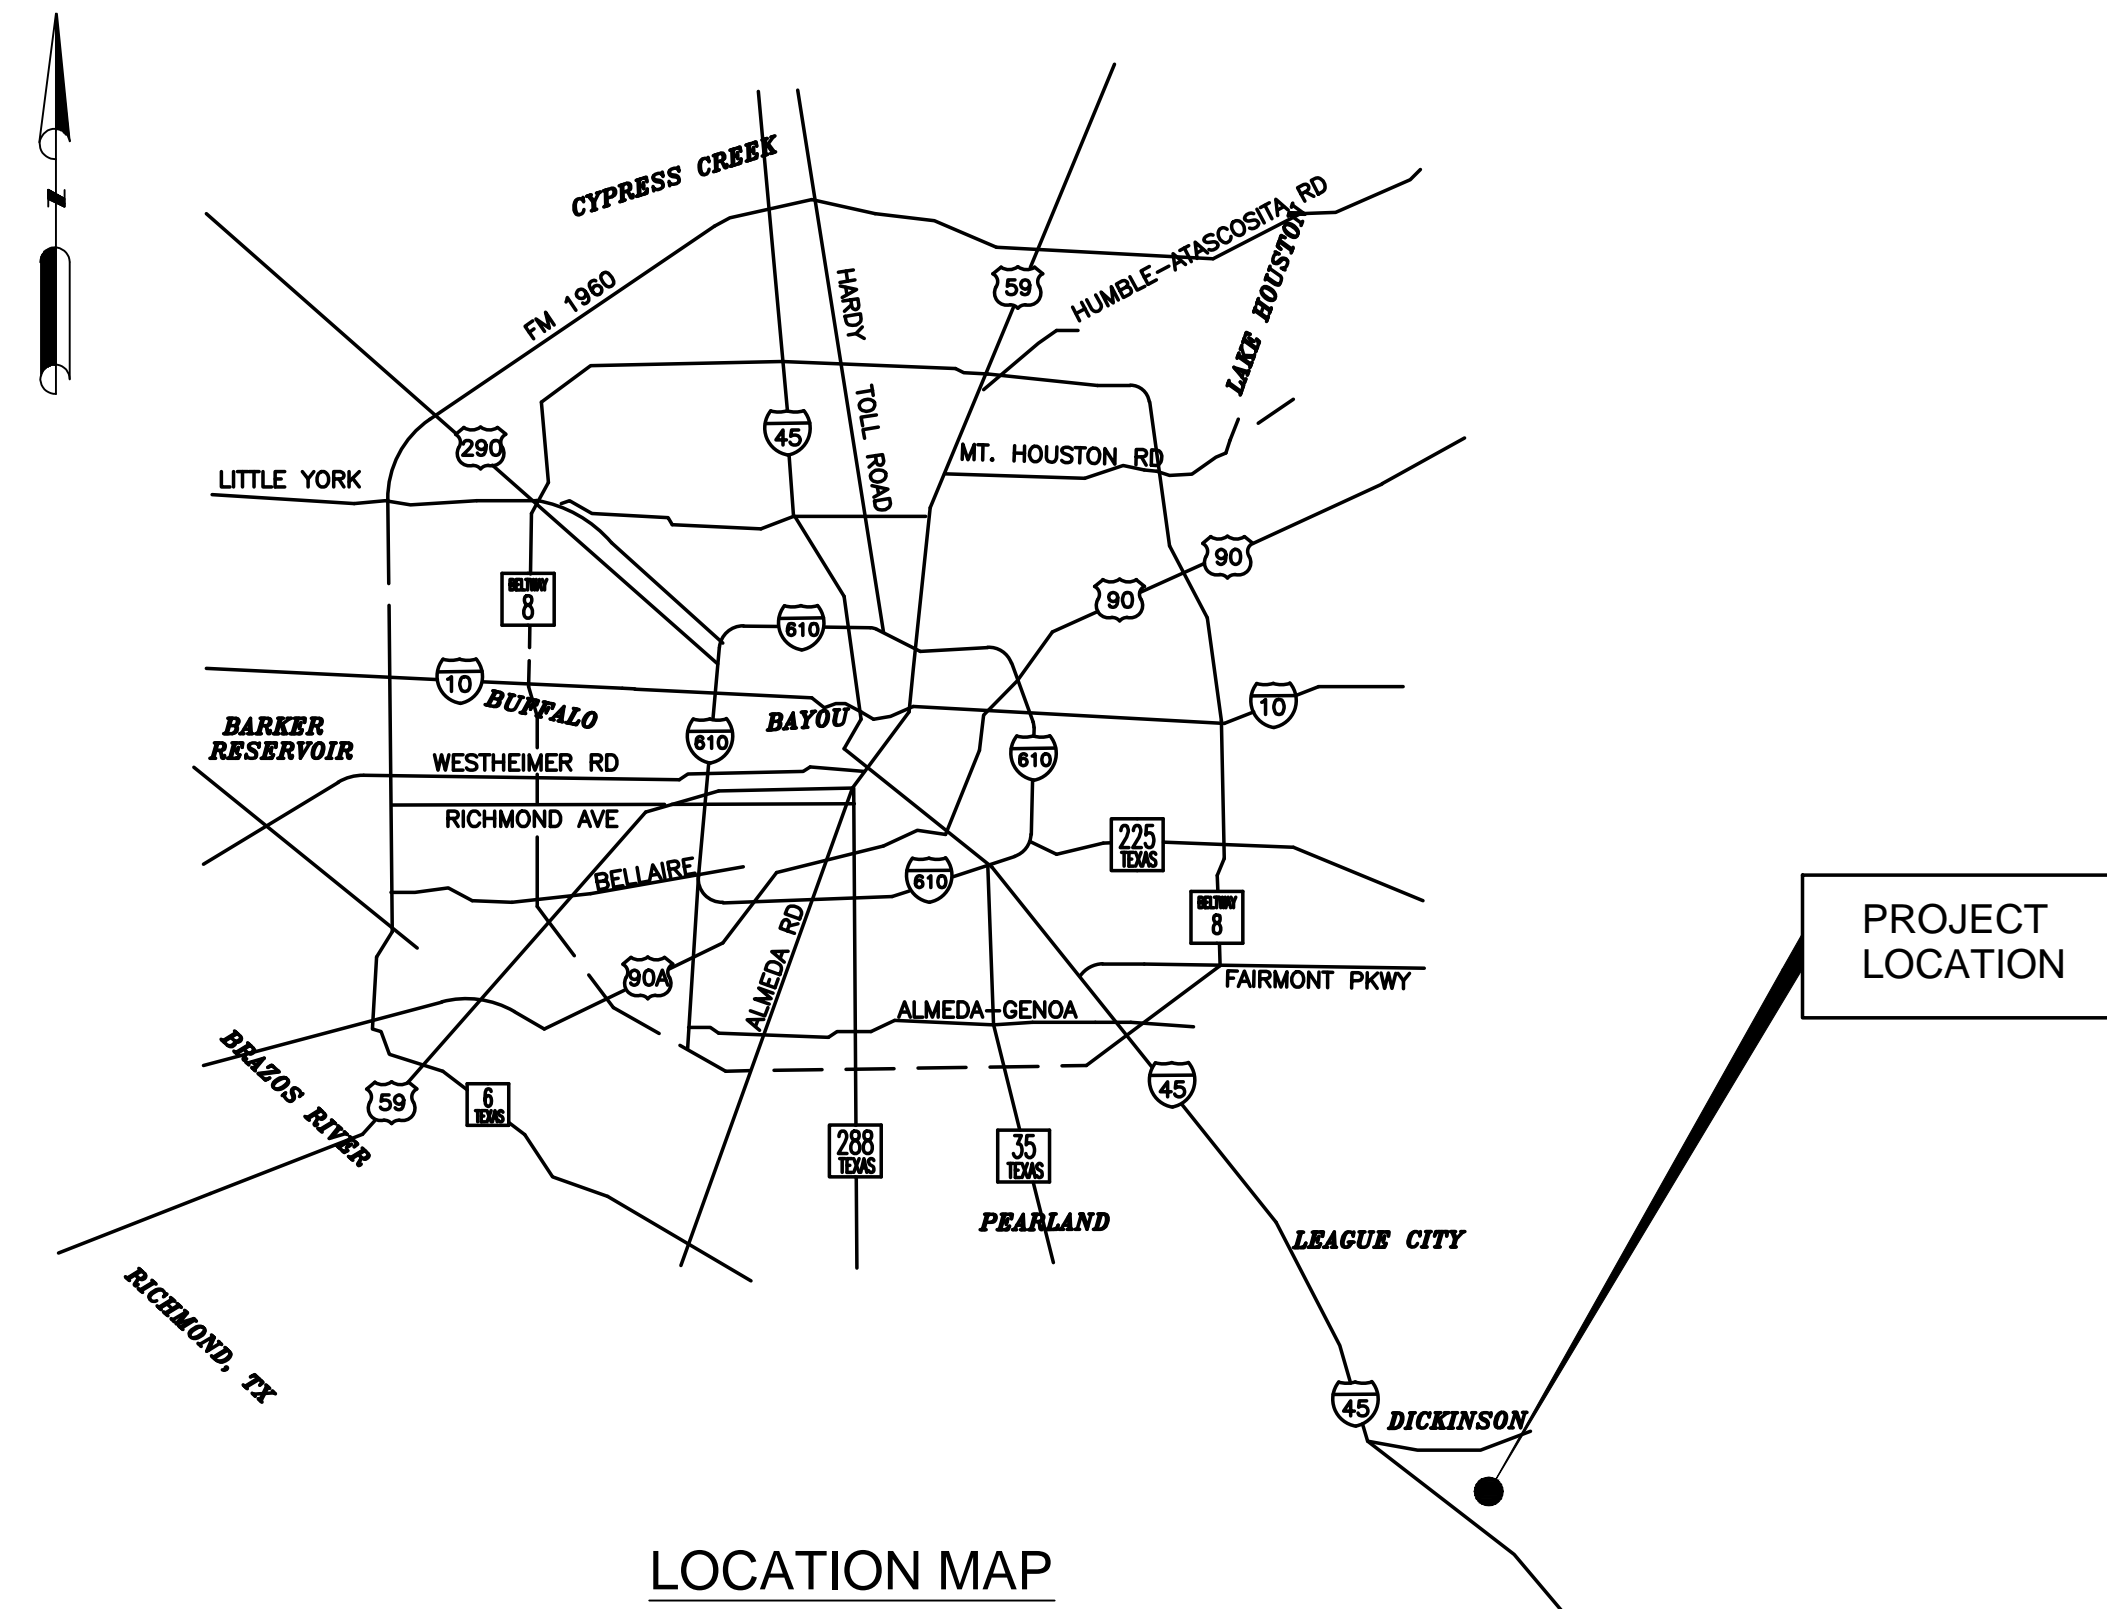 N
CYPRESS CREEK
HUMBLE-ATASCOSITA RD
LAKE HOUSTON
59
HARDY
TOLL ROAD
FM 1960
290
45
MT. HOUSTON RD
LITTLE YORK
90
90
BELTWAY
8
610
10
BUFFALO
BAYOU
10
BARKER
RESERVOIR
610
610
WESTHEIMER RD
RICHMOND AVE
225
TEXAS
BELLAIRE
610
BELTWAY
8
PROJECT
LOCATION
ALMEDA RD
90A
FAIRMONT PKWY
ALMEDA-GENOA
BRAZOS RIVER
59
6
TEXAS
45
288
TEXAS
35
TEXAS
PEARLAND
LEAGUE CITY
RICHMOND, TX
45
DICKINSON
LOCATION MAP